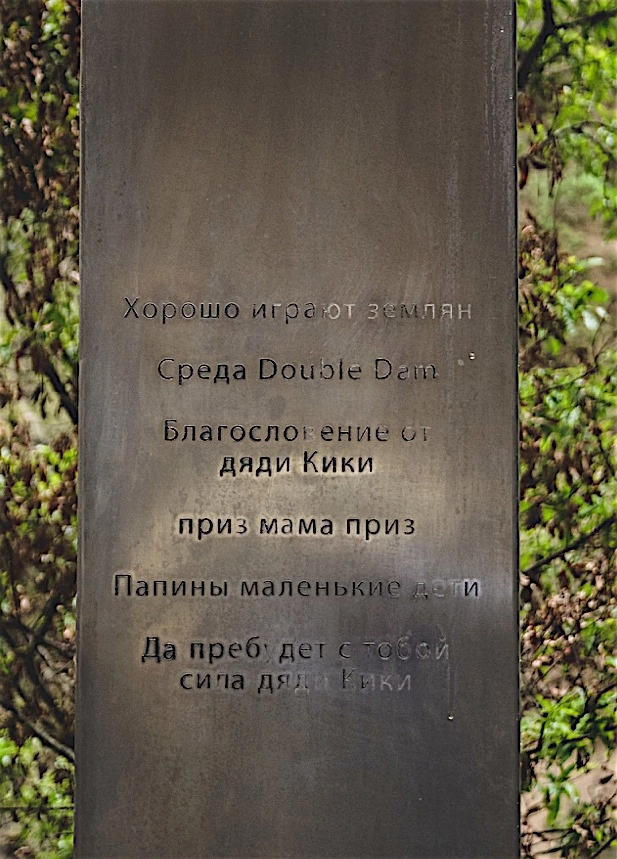 Хорошо играют землян
Среда Double Dam
Благословение от
дяди Кики
приз мама приз
Папины маленькие дети
Да пребудет с тобой
сила дяди Кики